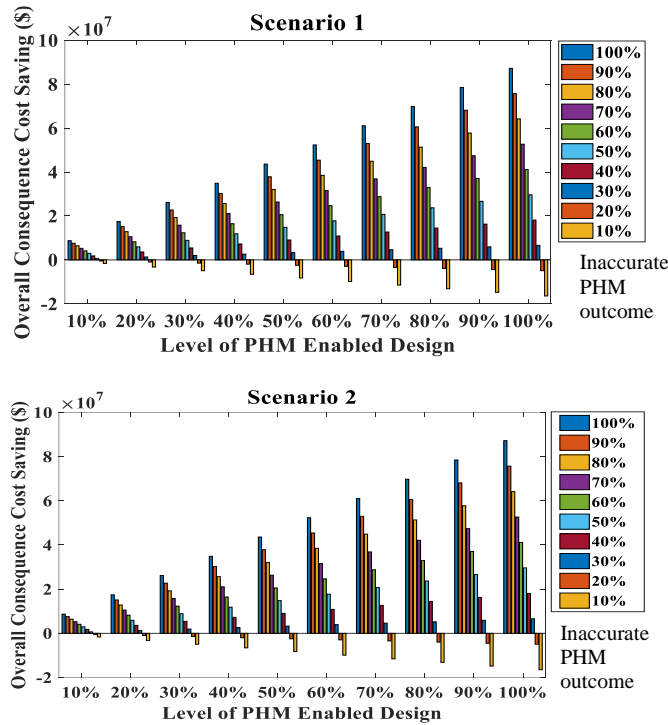 Scenario 1
×10⁷
Overall Consequence Cost Saving ($)
10
8
6
4
2
0
-2
10% 20% 30% 40% 50% 60% 70% 80% 90% 100%
Level of PHM Enabled Design
100%
90%
80%
70%
60%
50%
40%
30%
20%
10%
Inaccurate
PHM
outcome
Scenario 2
×10⁷
Overall Consequence Cost Saving ($)
10
8
6
4
2
0
-2
10% 20% 30% 40% 50% 60% 70% 80% 90% 100%
Level of PHM Enabled Design
100%
90%
80%
70%
60%
50%
40%
30%
20%
10%
Inaccurate
PHM
outcome